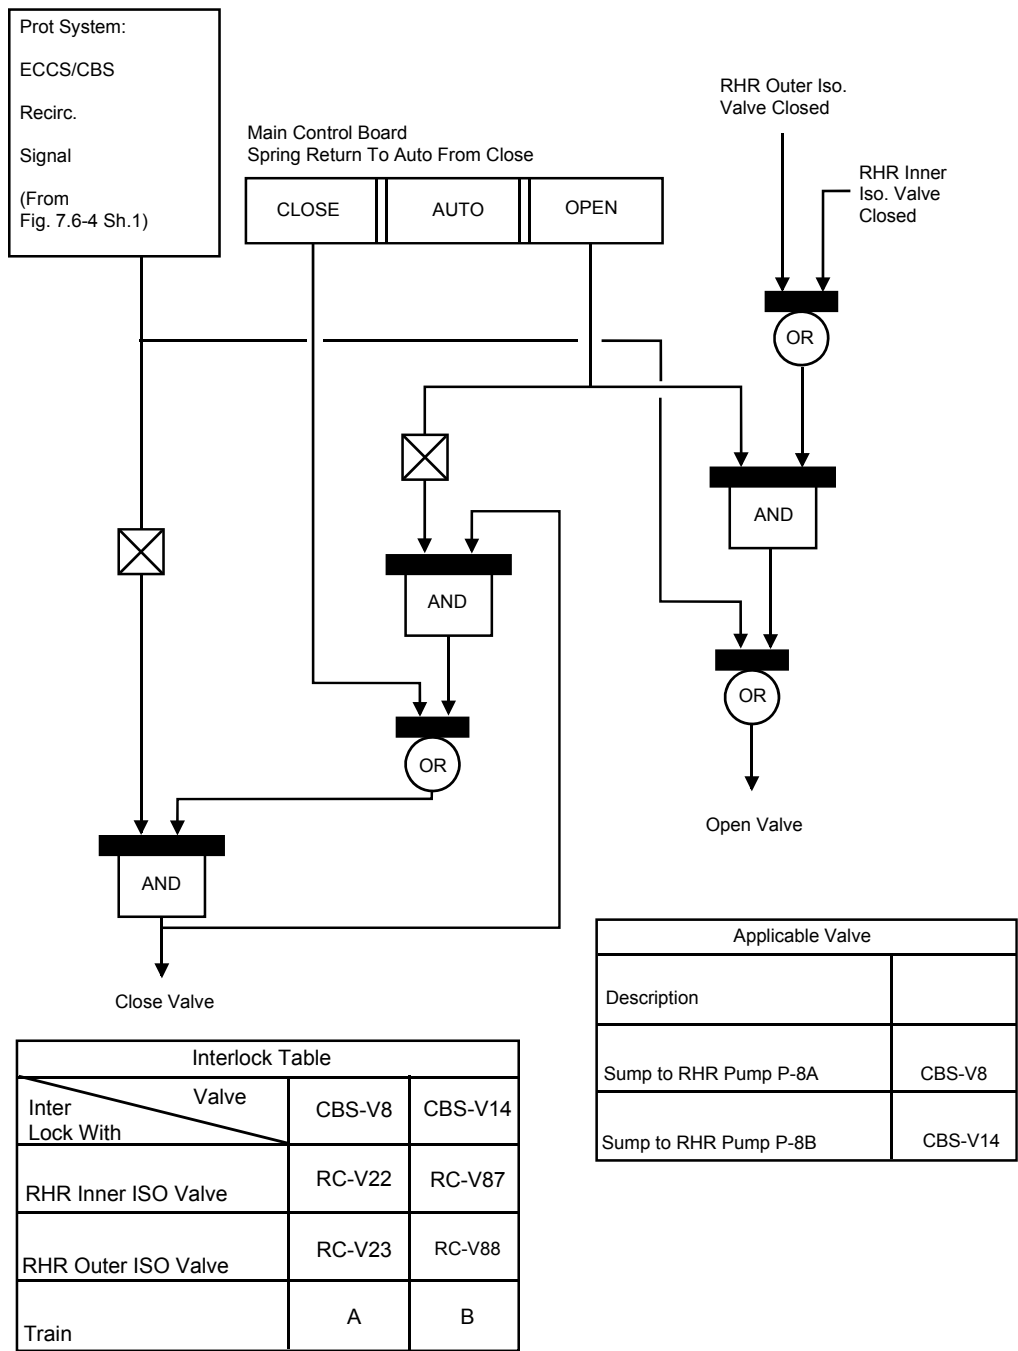 Prot System:
ECCS/CBS
Recirc.
Signal
(From
Fig. 7.6-4 Sh.1)
Main Control Board
Spring Return To Auto From Close
CLOSE
AUTO
OPEN
RHR Outer Iso.
Valve Closed
RHR Inner
Iso. Valve
Closed
OR
AND
AND
OR
OR
AND
Open Valve
Close Valve
Applicable Valve
Description
Sump to RHR Pump P-8A CBS-V8
Sump to RHR Pump P-8B CBS-V14
Interlock Table
Valve
Inter
Lock With
CBS-V8 CBS-V14
RHR Inner ISO Valve RC-V22 RC-V87
RHR Outer ISO Valve RC-V23 RC-V88
Train A B